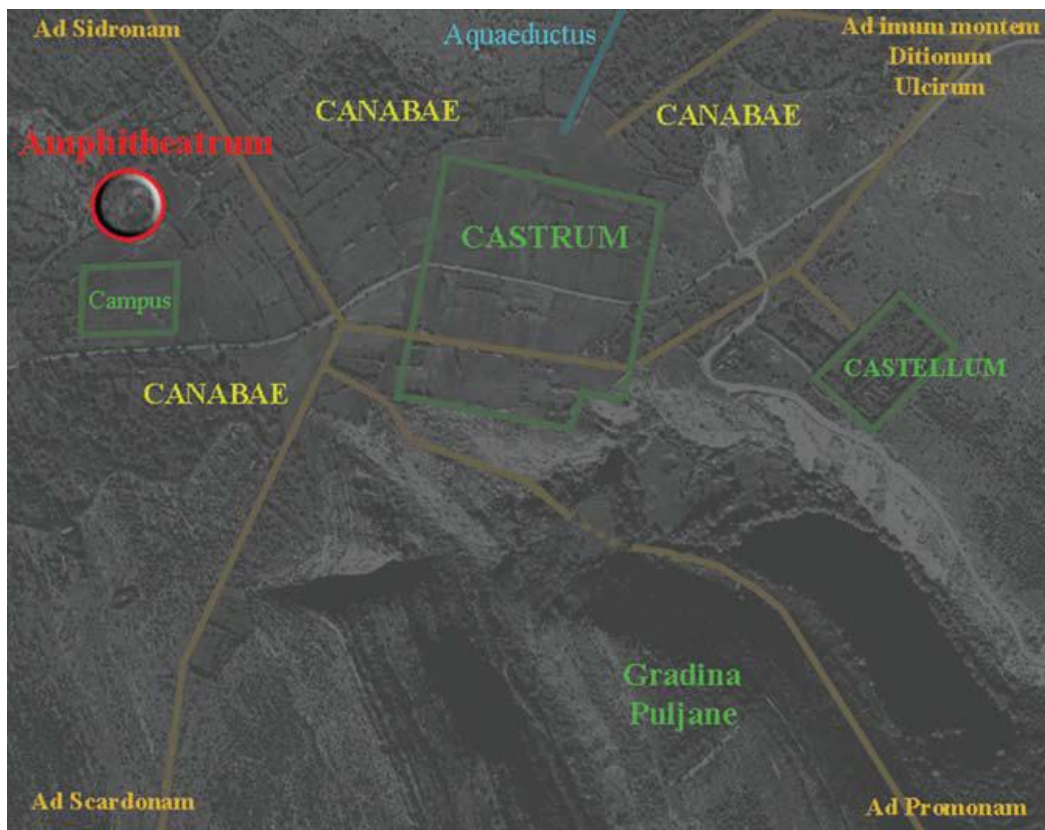 Ad Sidronam
Aquaeductus
Ad imum montem
Ditionum
Ulcirum
CANABAE
CANABAE
Amphitheatrum
CASTRUM
Campus
CASTELLUM
CANABAE
Gradina
Puljane
Ad Scardonam
Ad Promonam